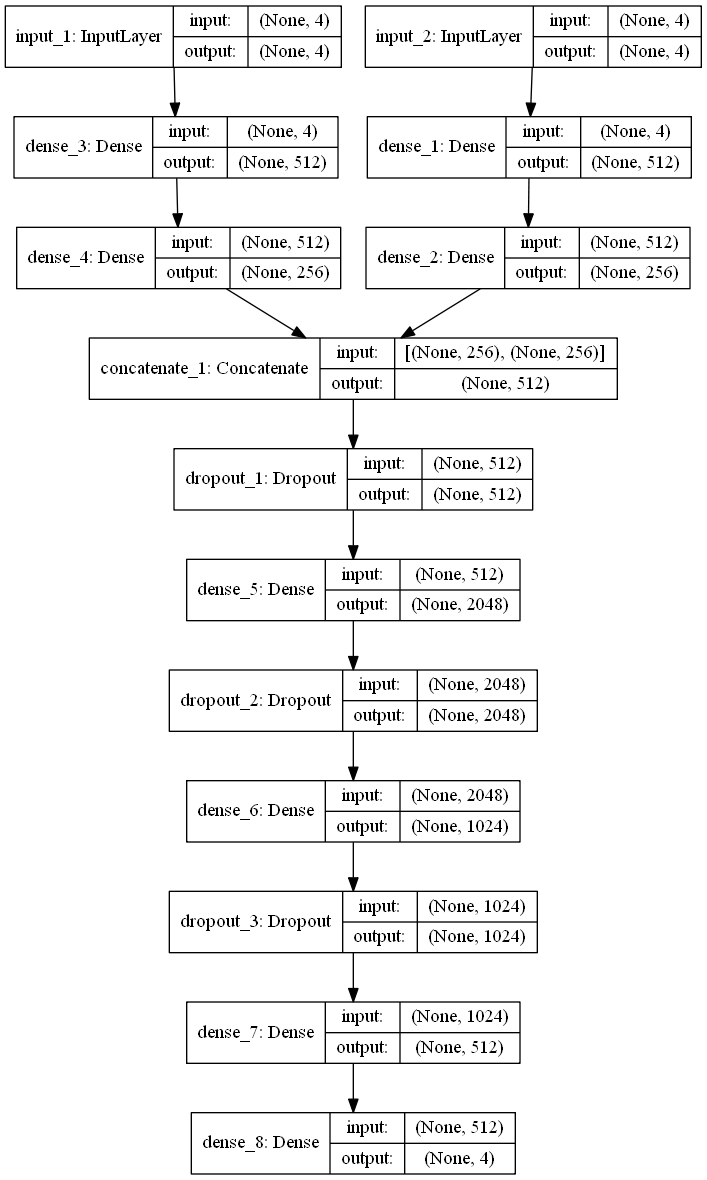 input_1: InputLayer
input: (None, 4)
output: (None, 4)
input_2: InputLayer
input: (None, 4)
output: (None, 4)
dense_3: Dense
input: (None, 4)
output: (None, 512)
dense_1: Dense
input: (None, 4)
output: (None, 512)
dense_4: Dense
input: (None, 512)
output: (None, 256)
dense_2: Dense
input: (None, 512)
output: (None, 256)
concatenate_1: Concatenate
input: [(None, 256), (None, 256)]
output: (None, 512)
dropout_1: Dropout
input: (None, 512)
output: (None, 512)
dense_5: Dense
input: (None, 512)
output: (None, 2048)
dropout_2: Dropout
input: (None, 2048)
output: (None, 2048)
dense_6: Dense
input: (None, 2048)
output: (None, 1024)
dropout_3: Dropout
input: (None, 1024)
output: (None, 1024)
dense_7: Dense
input: (None, 1024)
output: (None, 512)
dense_8: Dense
input: (None, 512)
output: (None, 4)